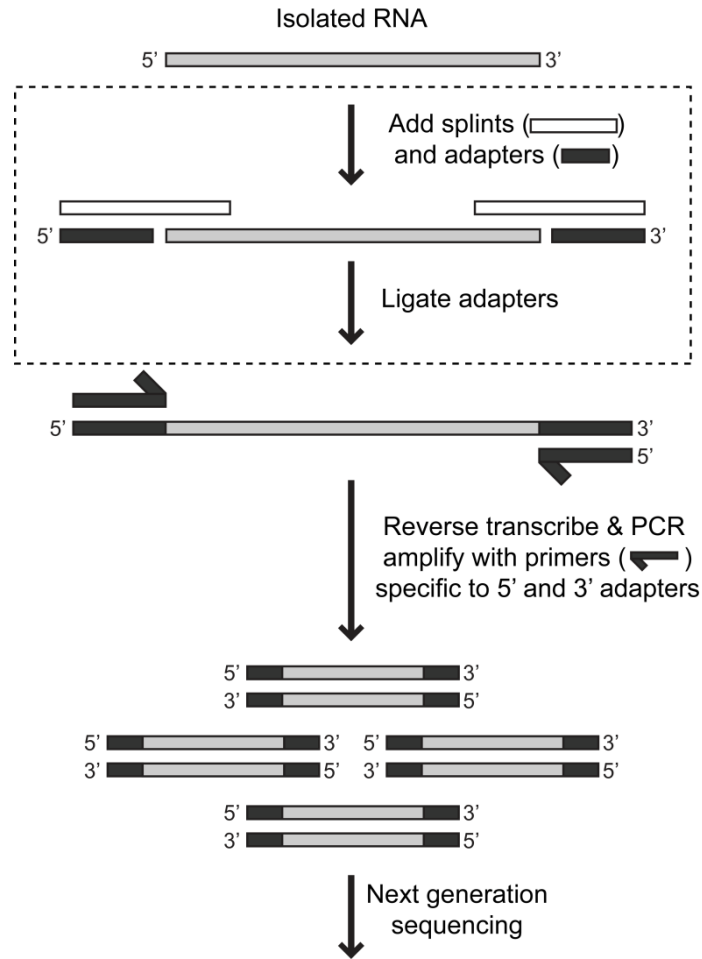 Isolated RNA
5’ 3’
Add splints ( )
and adapters ( )
5’ 3’
Ligate adapters
5’ 3’
5’
Reverse transcribe & PCR
amplify with primers ( )
specific to 5’ and 3’ adapters
5’ 3’
3’ 5’
5’ 3’ 5’ 3’
3’ 5’ 3’ 5’
5’ 3’
3’ 5’
Next generation
sequencing